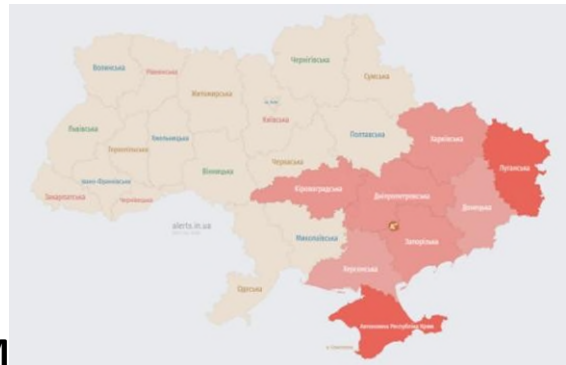 Чернігівська
Волинська
Рівненська
Сумська
Житомирська
м. Київ
Київська
Харківська
Львівська
Полтавська
Тернопільська
Хмельницька
Луганська
Черкаська
Вінницька
Івано-Франківська
Кіровоградська
Дніпропетровська
Закарпатська
Чернівецька
Донецька
alerts.in.ua
Миколаївська
Запорізька
Херсонська
Одеська
Автономна Республіка Крим